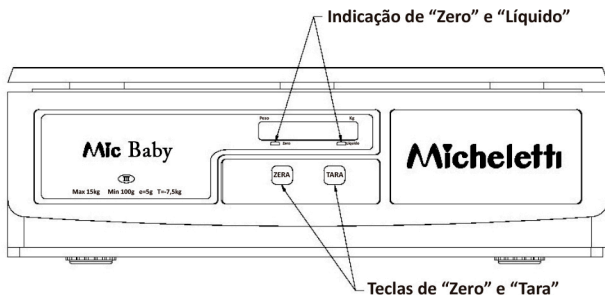 Indicação de “Zero” e “Líquido”
Peso Kg
Zero Líquido
Mic Baby
III
Max 15kg Min 100g e=5g T=-7,5kg
ZERA TARA
Micheletti
Teclas de “Zero” e “Tara”